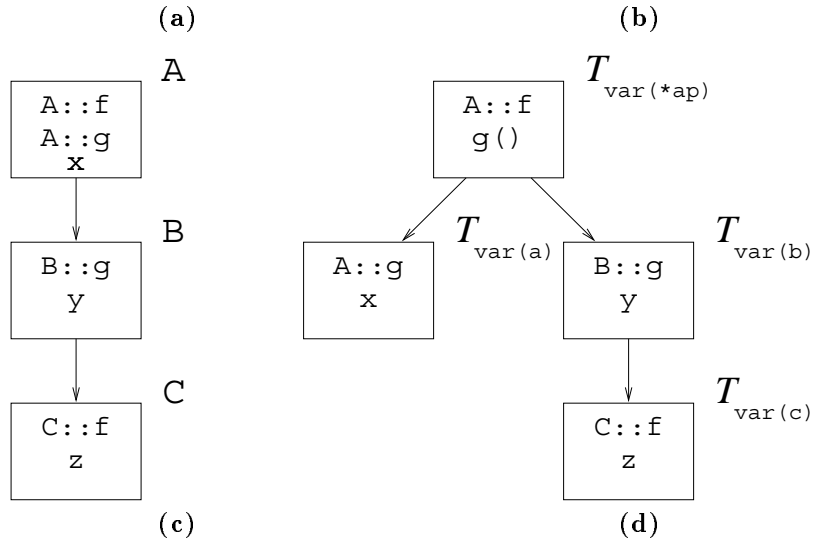 (a)
(b)
A
A::f
A::g
x
B
B::g
y
C
C::f
z
T var(*ap)
A::f
g()
T var(a)
A::g
x
T var(b)
B::g
y
T var(c)
C::f
z
(c)
(d)